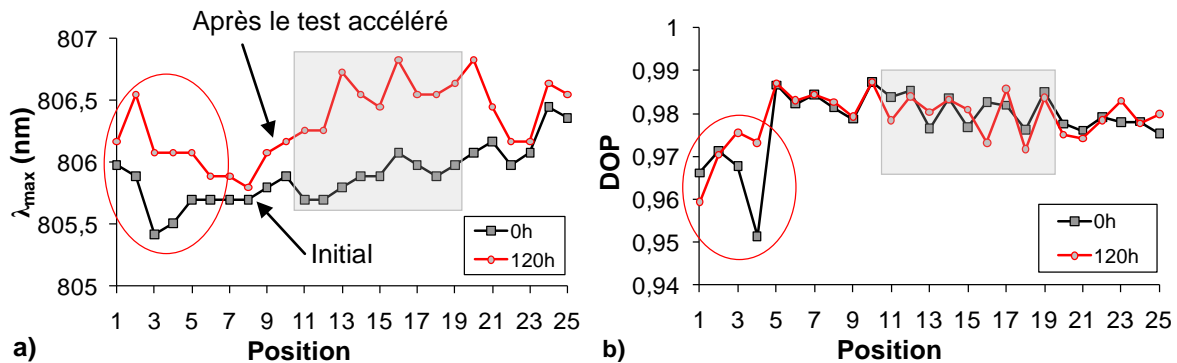 807
806.5
806
805,5
805
λmax (nm)
Après le test accéléré
Initial
0h
120h
1 3 5 7 9 11 13 15 17 19 21 23 25
Position
a)
1
0.99
0.98
0.97
0,96
0,95
0,94
DOP
0h
120h
1 3 5 7 9 11 13 15 17 19 21 23 25
Position
b)